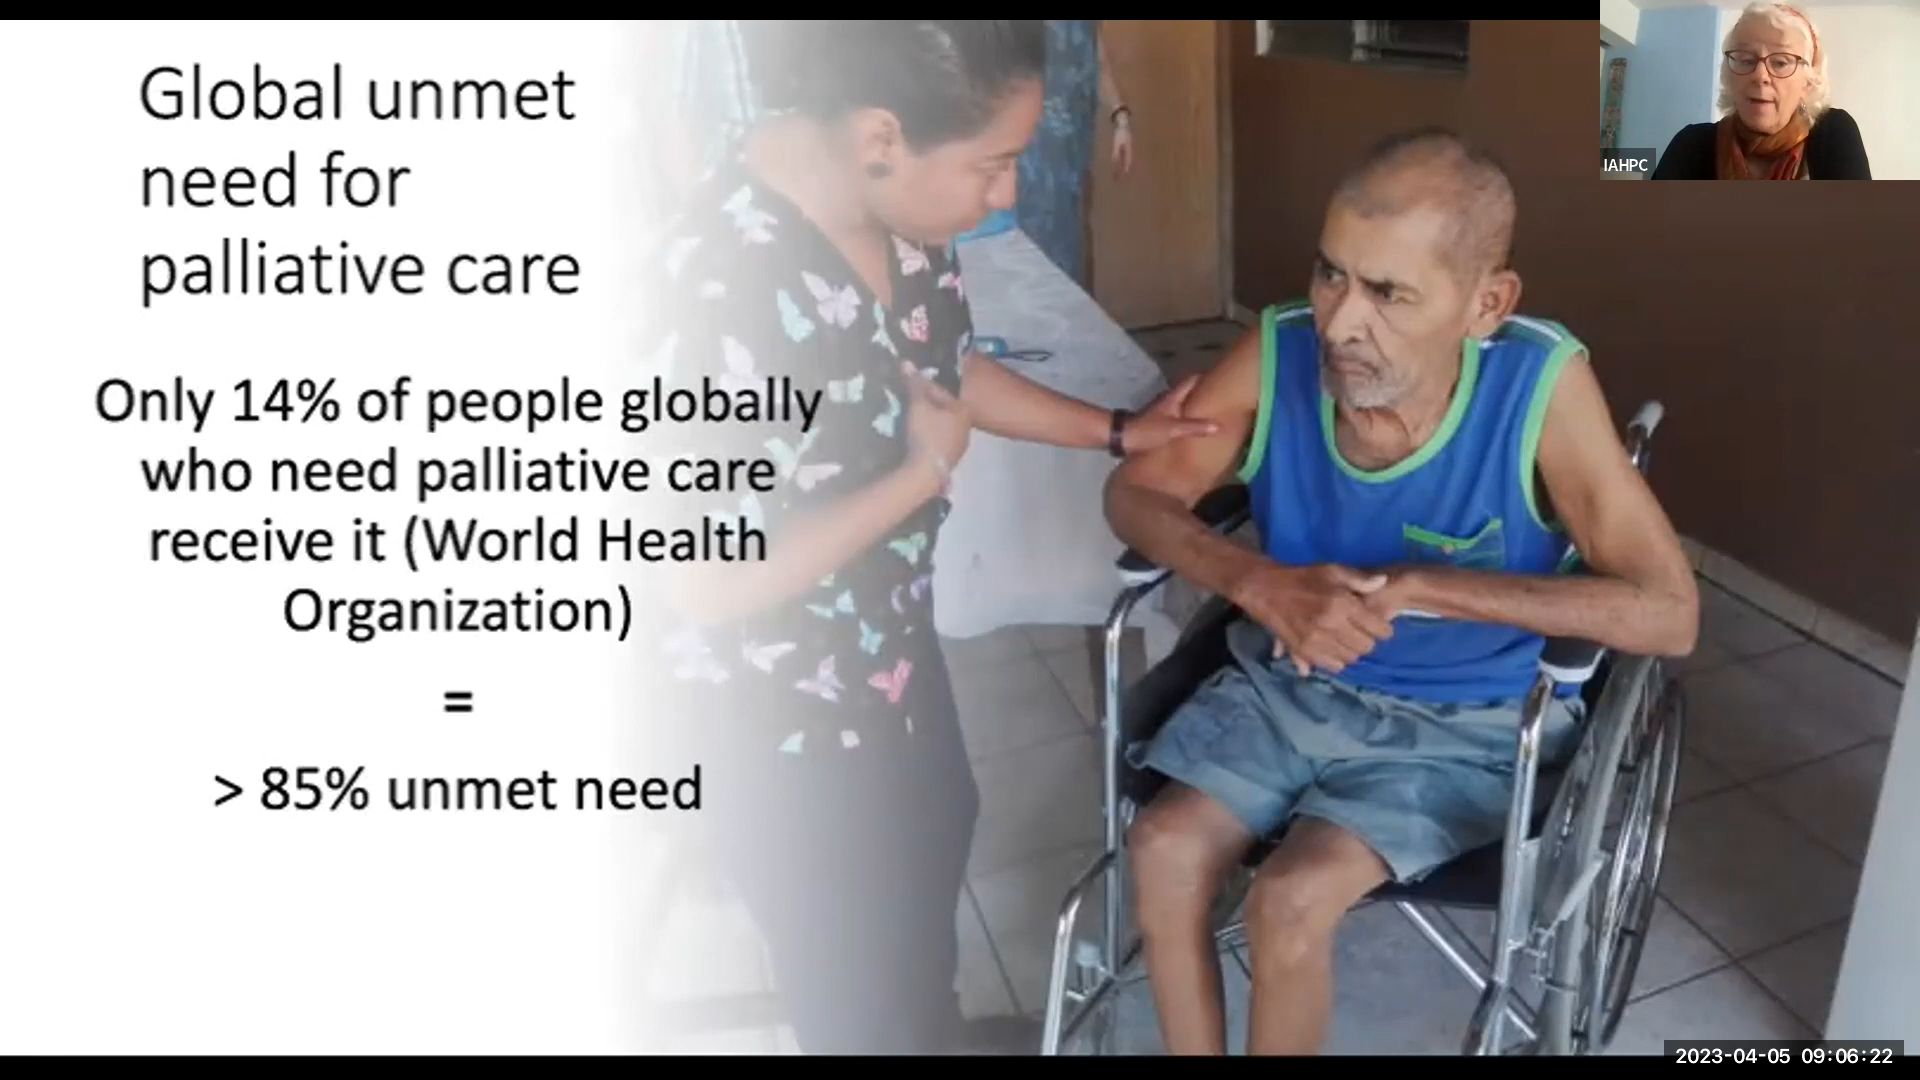 Global unmet
need for
palliative care
Only 14% of people globally
who need palliative care
receive it (World Health
Organization)
=
> 85% unmet need
IAHPC
2023-04-05 09:06:22